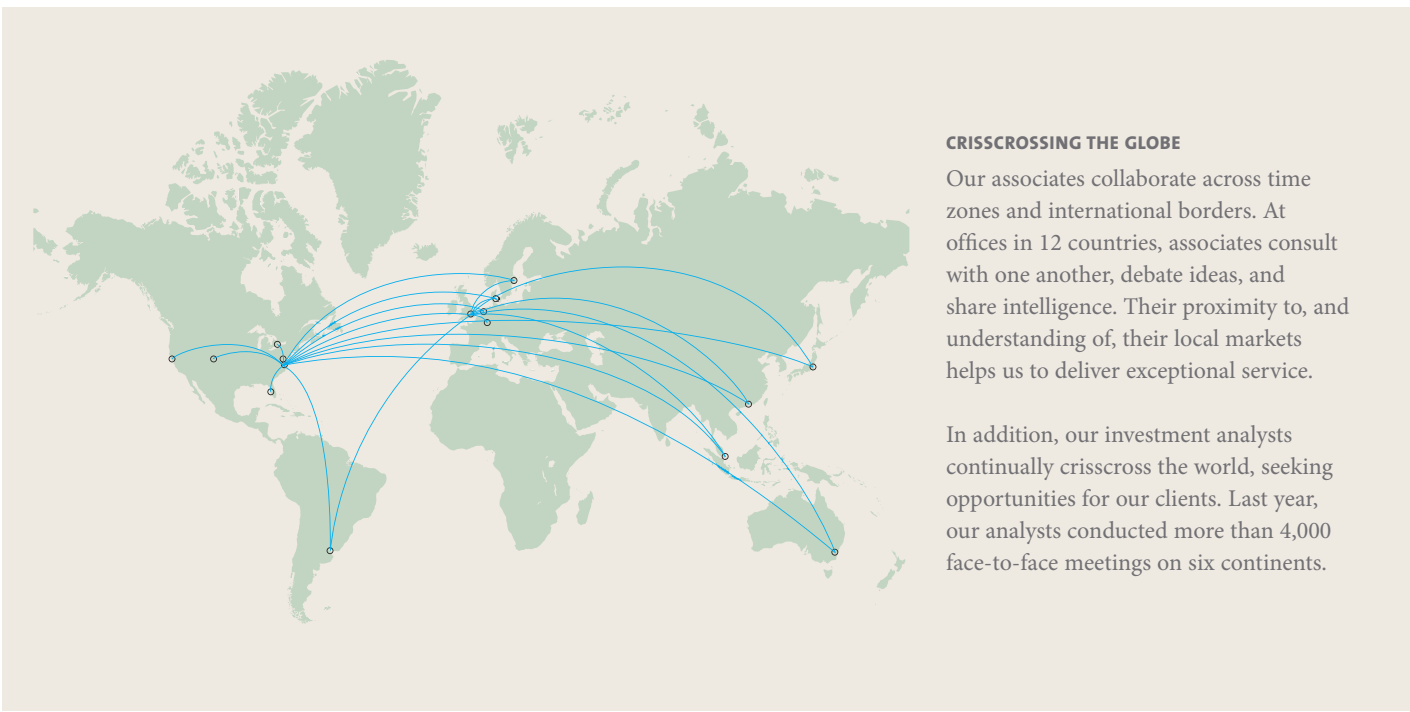 CRISSCROSSING THE GLOBE
Our associates collaborate across time
zones and international borders. At
offices in 12 countries, associates consult
with one another, debate ideas, and
share intelligence. Their proximity to, and
understanding of, their local markets
helps us to deliver exceptional service.
In addition, our investment analysts
continually crisscross the world, seeking
opportunities for our clients. Last year,
our analysts conducted more than 4,000
face-to-face meetings on six continents.